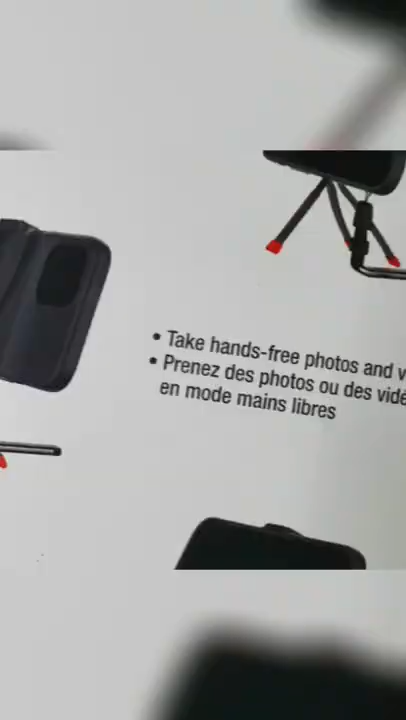 • Take hands-free photos and
• Prenez des photos ou des
en mode mains libres